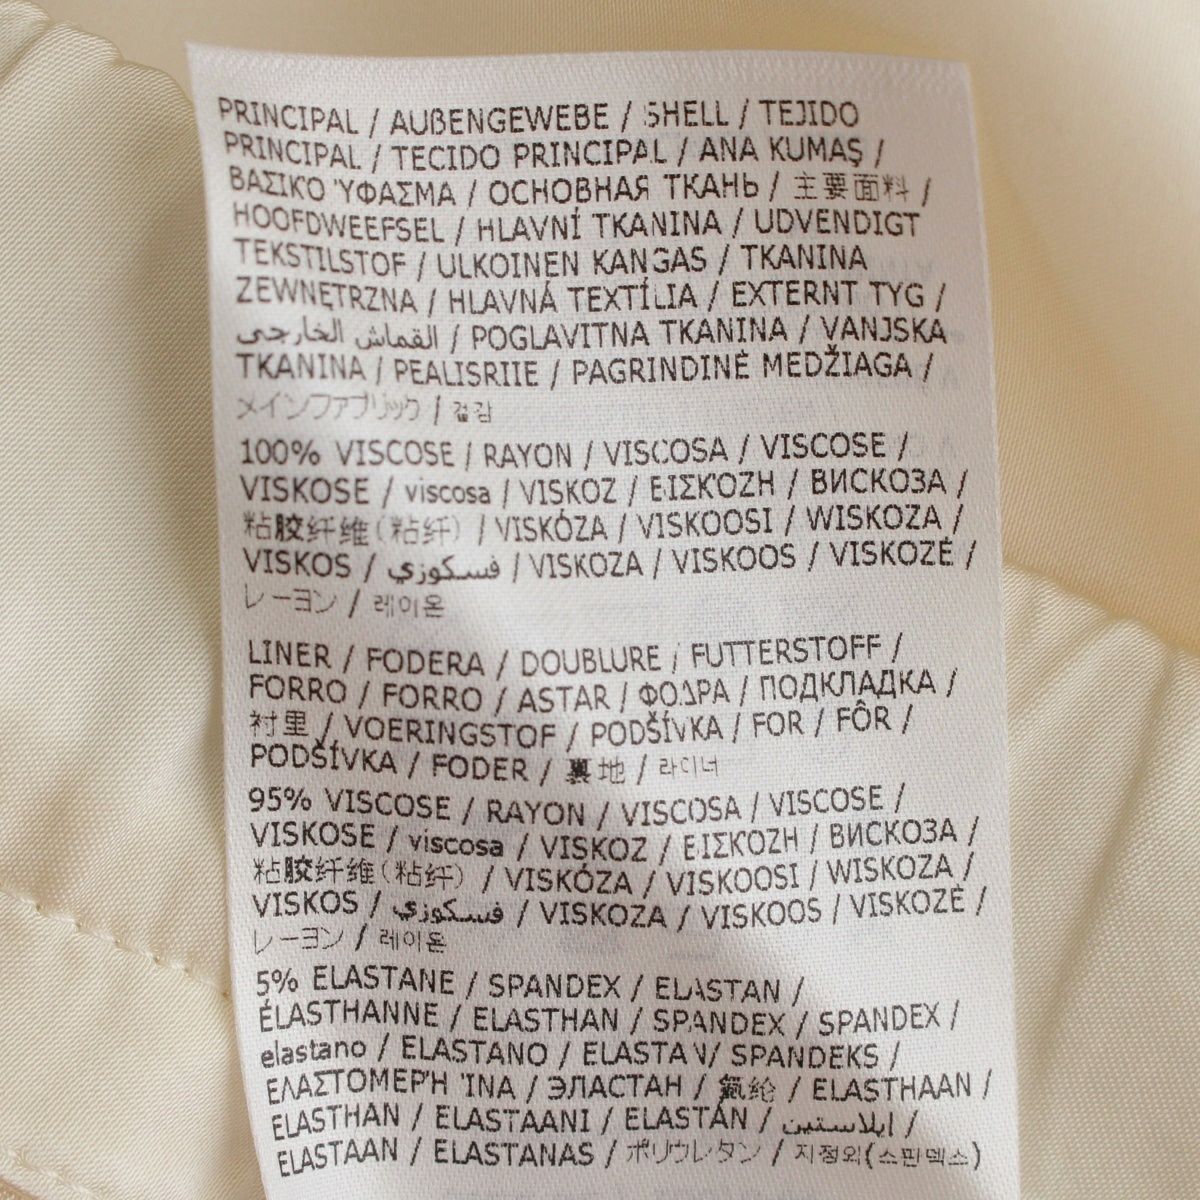 PRINCIPAL / AUßENGEWEBE / SHELL / TEJIDO
PRINCIPAL / TECIDO PRINCIPAL / ANA KUMAŞ /
ΒΑΣΙΚΌ ΎΦΑΣΜΑ / ОСНОВНАЯ ТКАНЬ / 主要面料 /
HOOFDWEEFSEL / HLAVNÍ TKANINA / UDVENDIGT
TEKSTILSTOF / ULKOINEN KANGAS / TKANINA
ZEWNĘTRZNA / HLAVNÁ TEXTÍLIA / EXTERNT TYG /
القماش الخارجي / POGLAVITNA TKANINA / VANJSKA
TKANINA / PEALISRIIE / PAGRINDINĖ MEDŽIAGA /
メインファブリック / 겉감
100% VISCOSE / RAYON / VISCOSA / VISCOSE /
VISKOSE / viscosa / VISKOZ / ΒΙΣΚΌΖΗ / ВИСКОЗА /
粘胶纤维(粘纤) / VISKÓZA / VISKOOSI / WISKOZA /
VISKOS / فسكوزي / VISKOZA / VISKOOS / VISKOZĖ /
レーヨン / 레이온
LINER / FODERA / DOUBLURE / FUTTERSTOFF /
FORRO / FORRO / ASTAR / ΦΟΔΡΑ / ПОДКЛАДКА /
衬里 / VOERINGSTOF / PODŠÍVKA / FOR / FÔR /
PODŠÍVKA / FODER / 裏地 / 라이너
95% VISCOSE / RAYON / VISCOSA / VISCOSE /
VISKOSE / viscosa / VISKOZ / ΒΙΣΚΌΖΗ / ВИСКОЗА /
粘胶纤维(粘纤) / VISKÓZA / VISKOOSI / WISKOZA /
VISKOS / فسكوزي / VISKOZA / VISKOOS / VISKOZĖ /
レーヨン / 레이온
5% ELASTANE / SPANDEX / ELASTAN /
ÉLASTHANNE / ELASTHAN / SPANDEX / SPANDEX /
elastano / ELASTANO / ELASTAN/ SPANDEKS /
ΕΛΑΣΤΟΜΕΡΉ ΊΝΑ / ЭЛАСТАН / 氨纶 / ELASTHAAN /
ELASTHAN / ELASTAANI / ELASTÁN / ايلاستين /
ELASTAAN / ELASTANAS / ポリウレタン / 지정외(스판덱스)